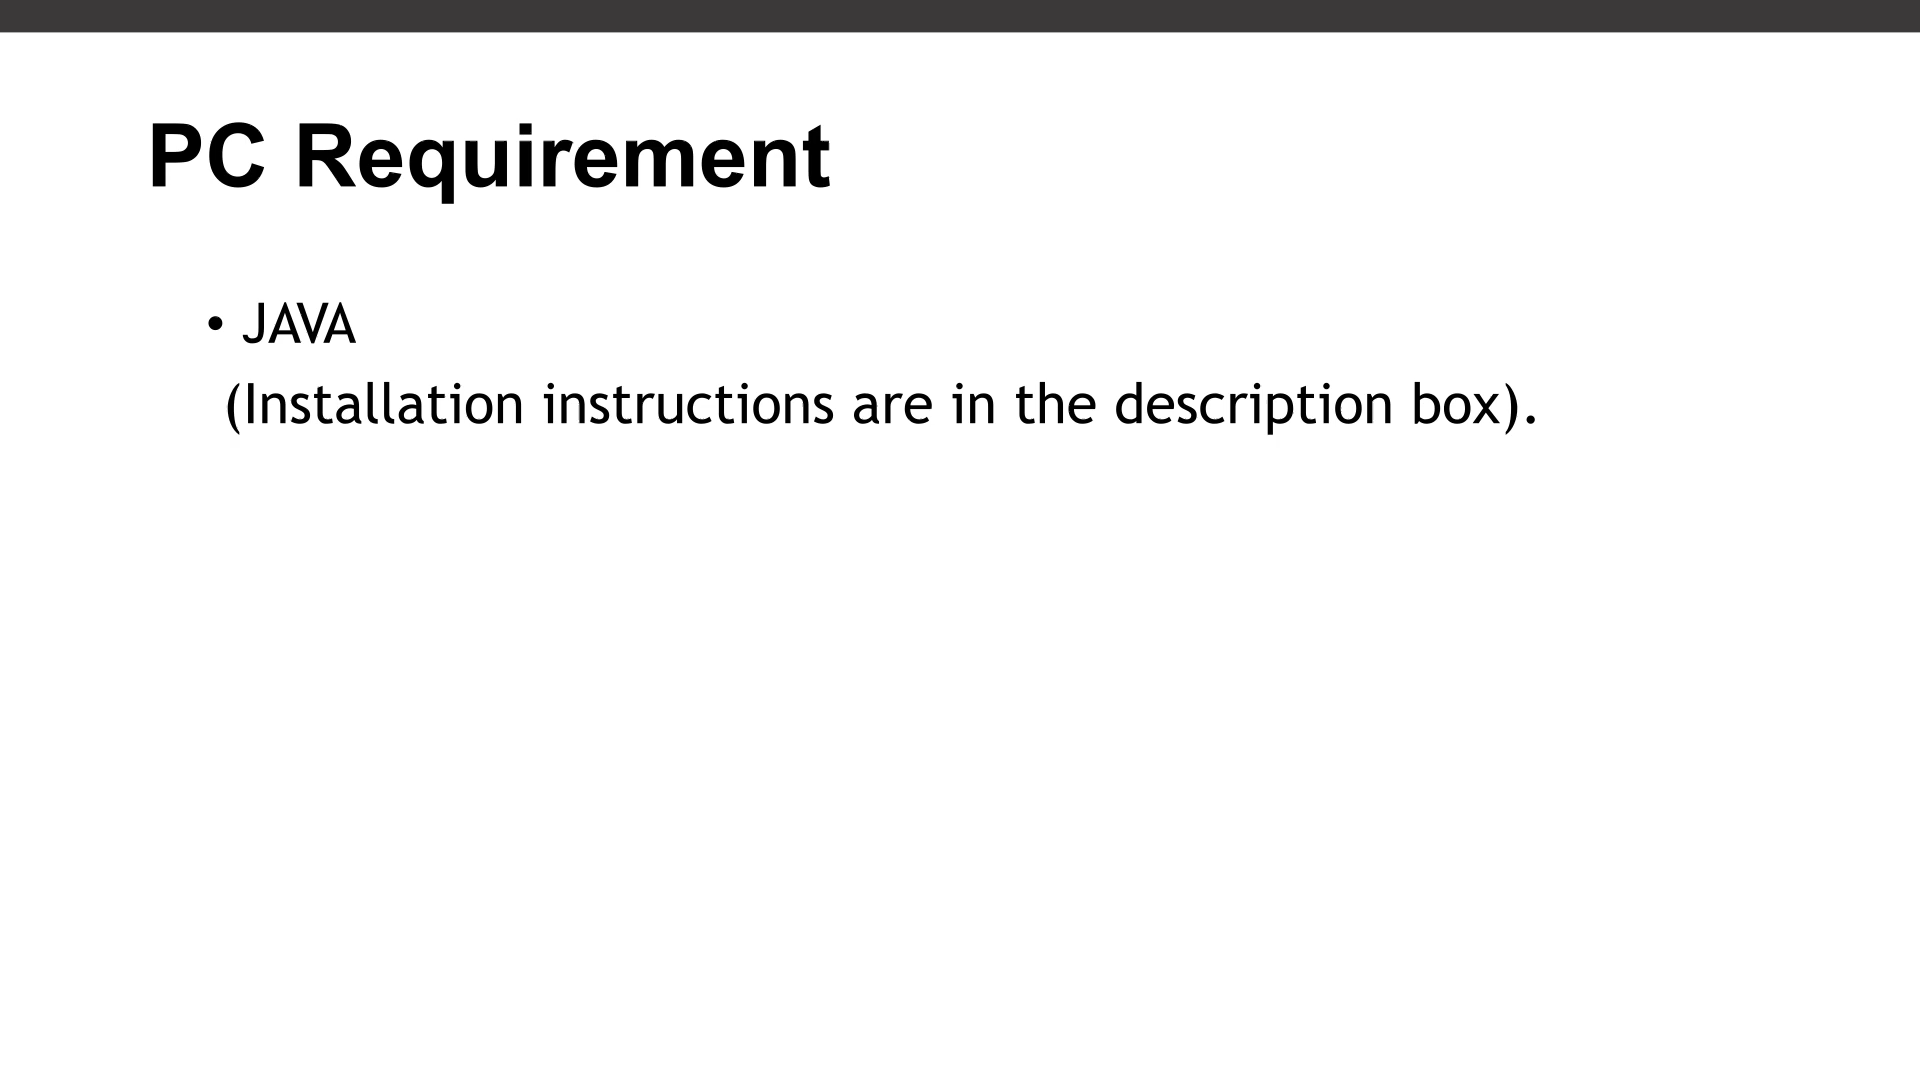 PC Requirement
• JAVA
(Installation instructions are in the description box).